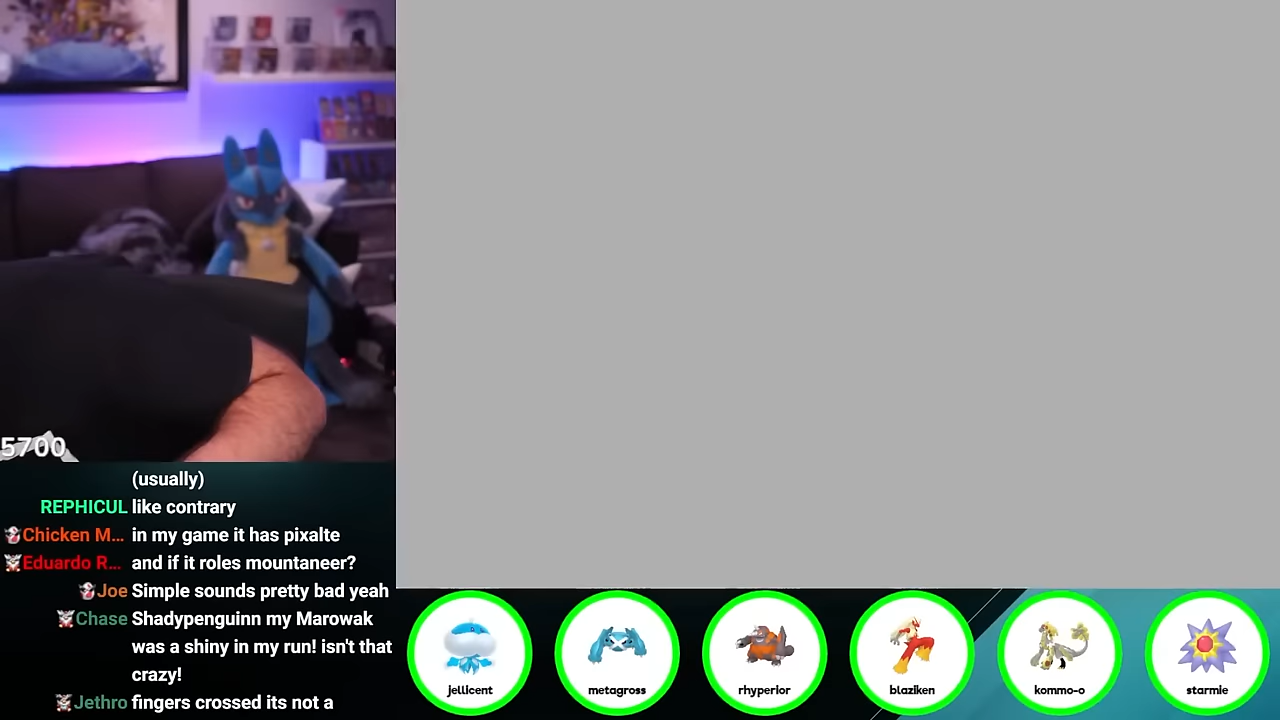 5700
(usually)
REPHICUL like contrary
Chicken M... in my game it has pixalte
Eduardo R... and if it roles mountaneer?
Joe Simple sounds pretty bad yeah
Chase Shadypenguinn my Marowak
was a shiny in my run! isn't that
crazy!
Jethro fingers crossed its not a
jellicent
metagross
rhyperior
blaziken
kommo-o
starmie